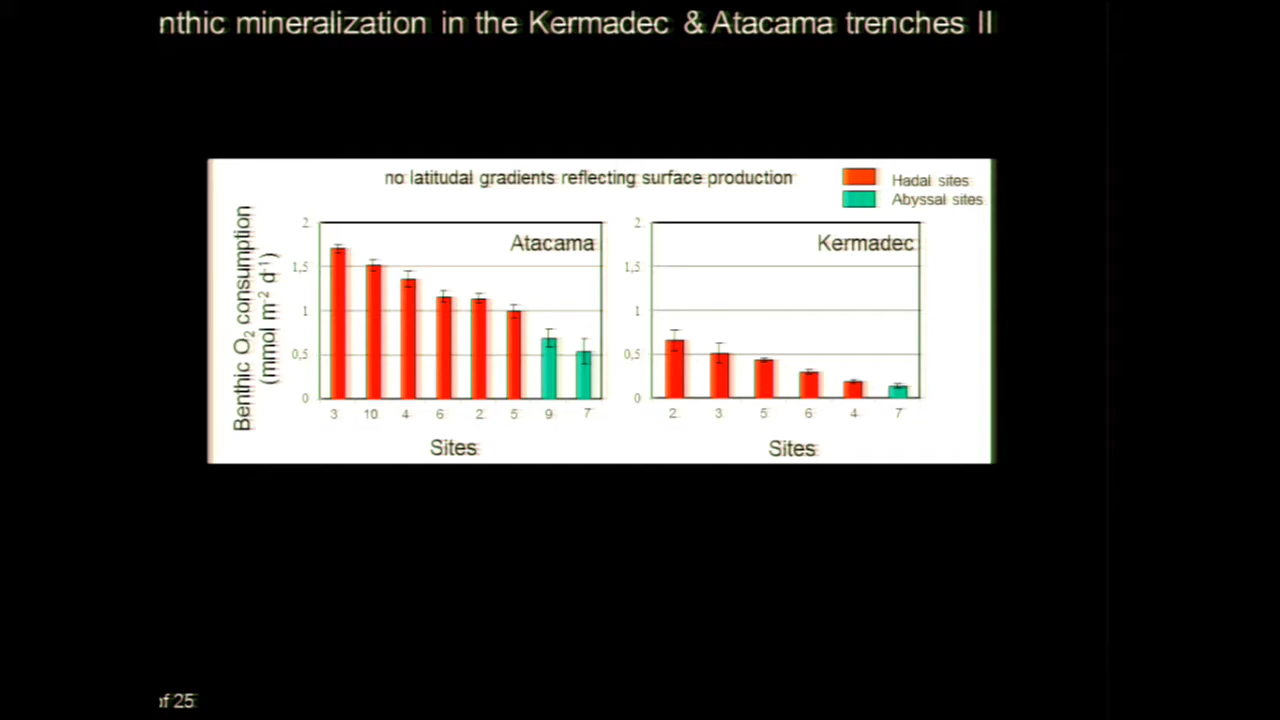 nthic mineralization in the Kermadec & Atacama trenches II
no latitudal gradients reflecting surface production
Hadal sites
Abyssal sites
Benthic O2 consumption
(mmol m-2 d-1)
2
1,5
1
0,5
0
Atacama
3 10 4 6 2 5 9 7
Sites
2
1,5
1
0,5
0
Kermadec
2 3 5 6 4 7
Sites
of 25